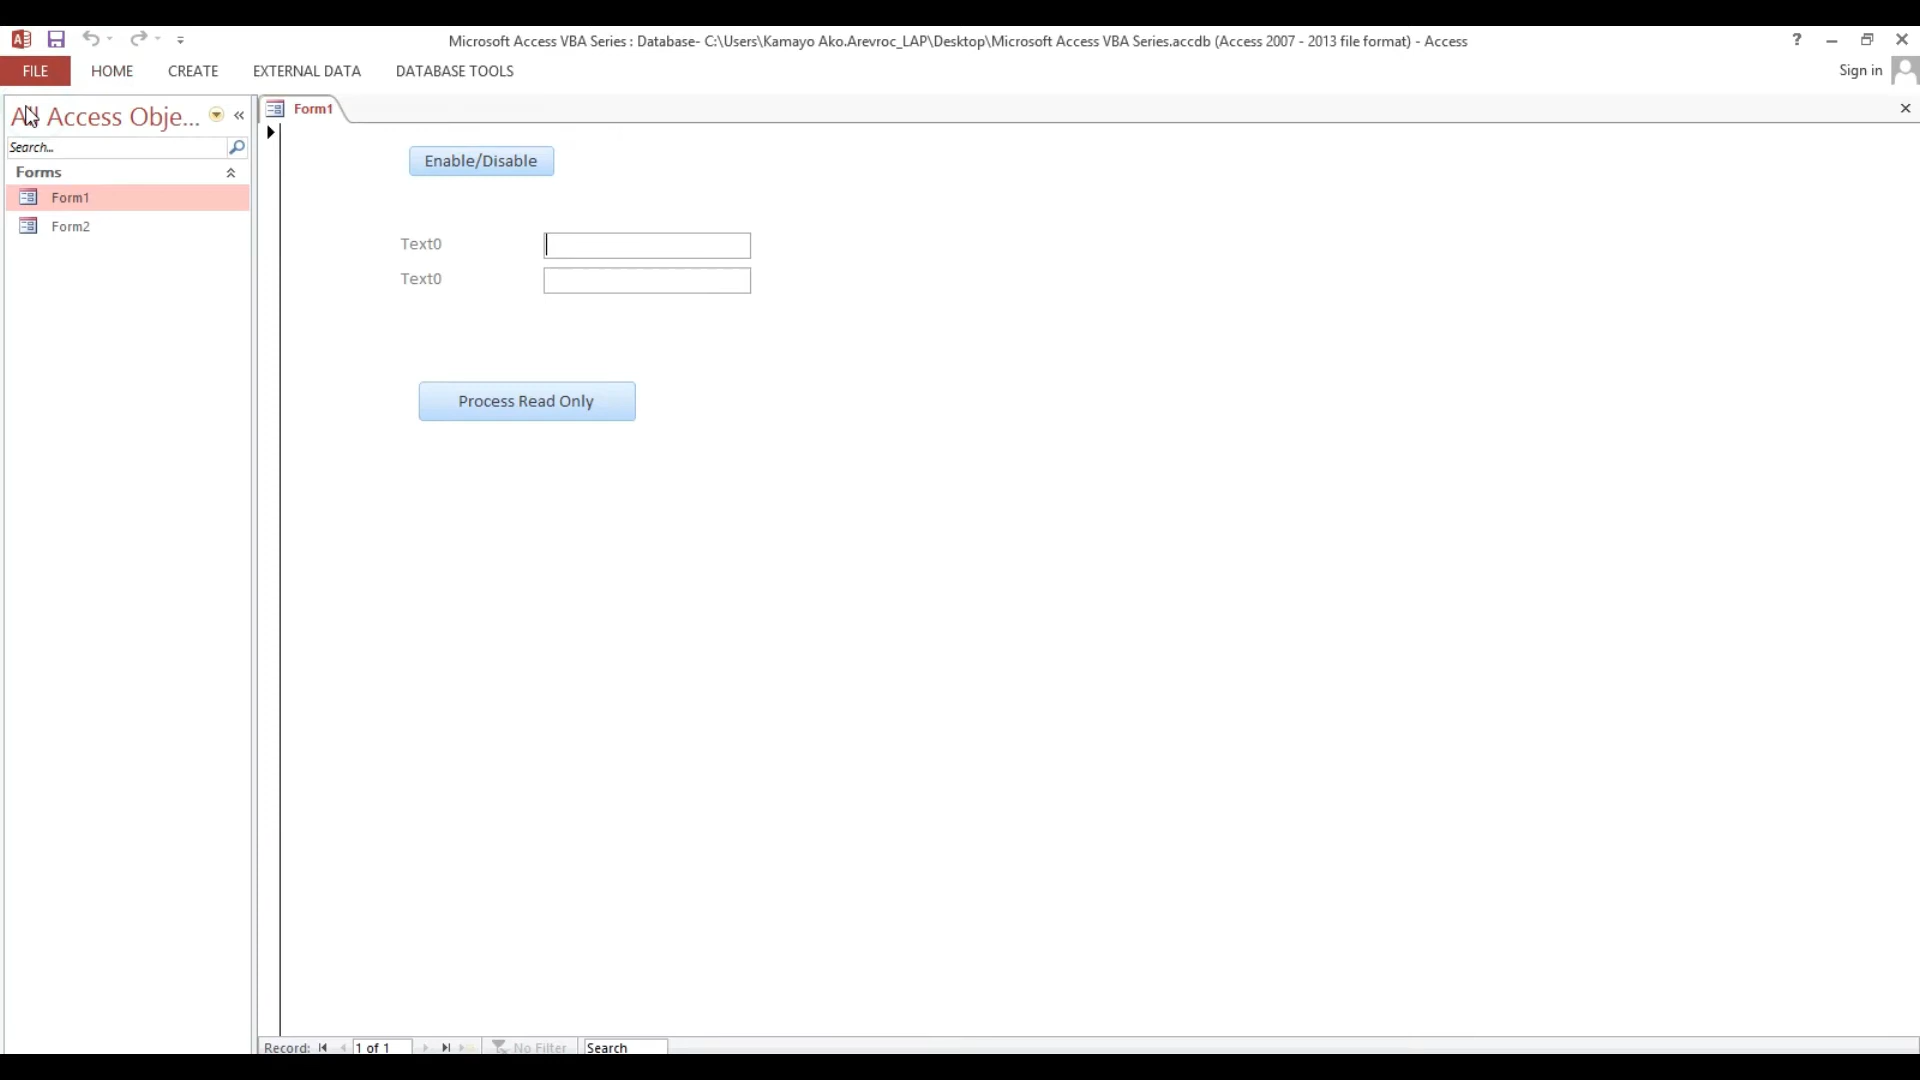 Microsoft Access VBA Series : Database- C:\Users\Kamayo Ako.Arevroc_LAP\Desktop\Microsoft Access VBA Series.accdb (Access 2007 - 2013 file format) - Access
FILE HOME CREATE EXTERNAL DATA DATABASE TOOLS Sign in
All Access Obje...
Form1
Search...
Forms
Form1
Form2
Enable/Disable
Text0
Text0
Process Read Only
Record: 1 of 1 No Filter Search